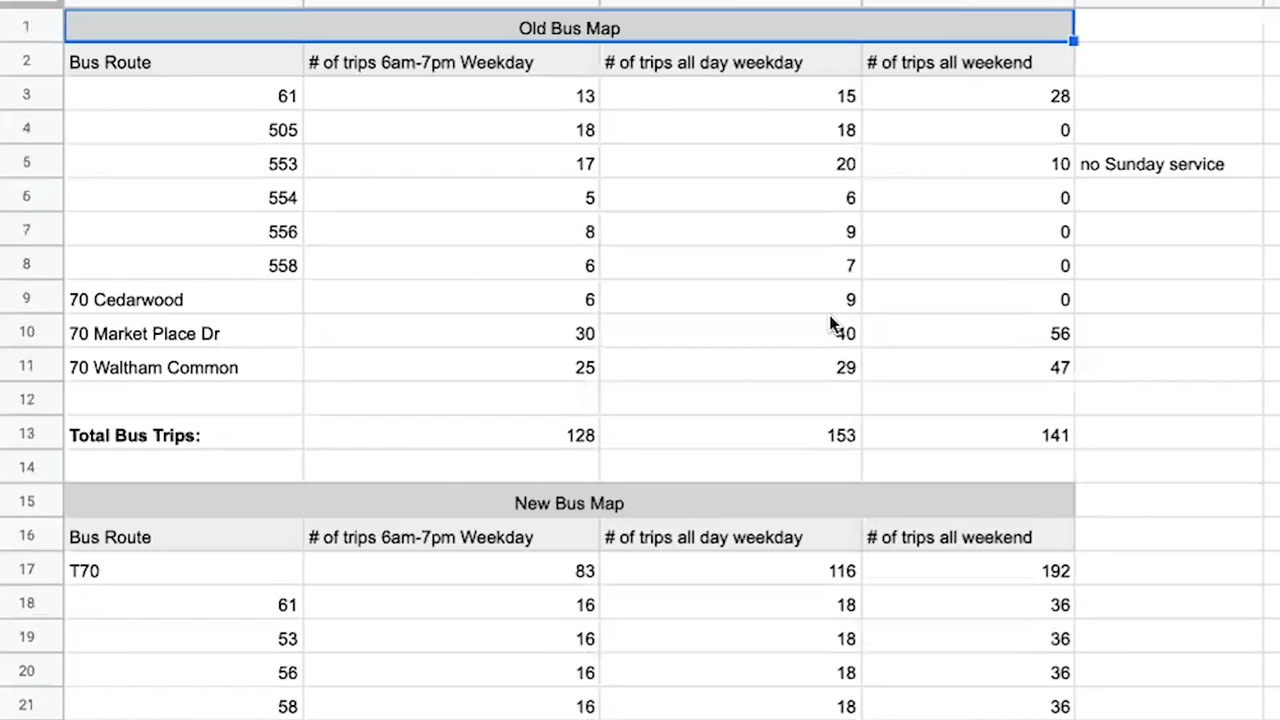 1 Old Bus Map
2 Bus Route # of trips 6am-7pm Weekday # of trips all day weekday # of trips all weekend
3 61 13 15 28
4 505 18 18 0
5 553 17 20 10 no Sunday service
6 554 5 6 0
7 556 8 9 0
8 558 6 7 0
9 70 Cedarwood 6 9 0
10 70 Market Place Dr 30 40 56
11 70 Waltham Common 25 29 47
12
13 Total Bus Trips: 128 153 141
14
15 New Bus Map
16 Bus Route # of trips 6am-7pm Weekday # of trips all day weekday # of trips all weekend
17 T70 83 116 192
18 61 16 18 36
19 53 16 18 36
20 56 16 18 36
21 58 16 18 36